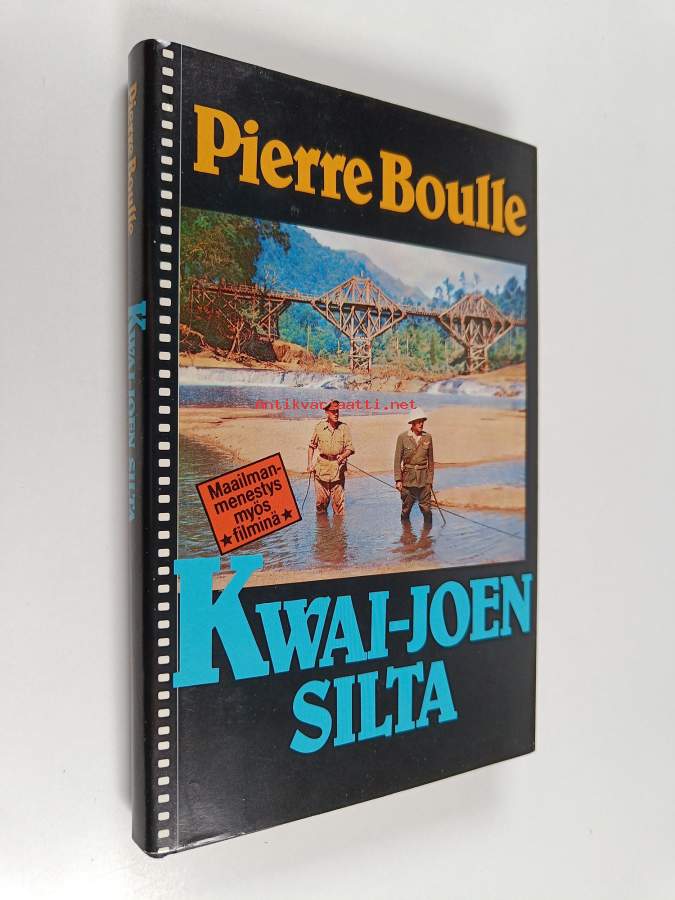 Pierre Boulle
Antikvariaatti.net
Maailman-
menestys
myös
★filminä★
KWAI-JOEN
SILTA
Pierre Boulle
KWAI-JOEN SILTA